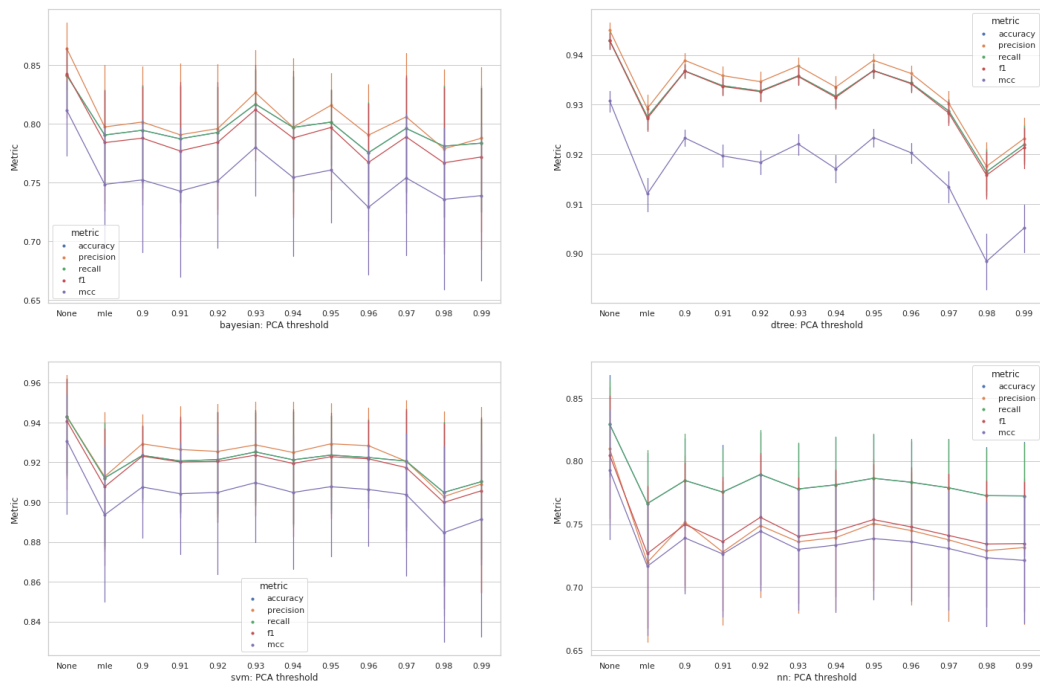 metric
accuracy
precision
recall
f1
mcc
Metric
0.85
0.80
0.75
0.70
0.65
None mle 0.9 0.91 0.92 0.93 0.94 0.95 0.96 0.97 0.98 0.99
bayesian: PCA threshold
metric
accuracy
precision
recall
f1
mcc
Metric
0.94
0.93
0.92
0.91
0.90
None mle 0.9 0.91 0.92 0.93 0.94 0.95 0.96 0.97 0.98 0.99
dtree: PCA threshold
Metric
0.96
0.94
0.92
0.90
0.88
0.86
0.84
metric
accuracy
precision
recall
f1
mcc
None mle 0.9 0.91 0.92 0.93 0.94 0.95 0.96 0.97 0.98 0.99
svm: PCA threshold
metric
accuracy
precision
recall
f1
mcc
Metric
0.85
0.80
0.75
0.70
0.65
None mle 0.9 0.91 0.92 0.93 0.94 0.95 0.96 0.97 0.98 0.99
nn: PCA threshold